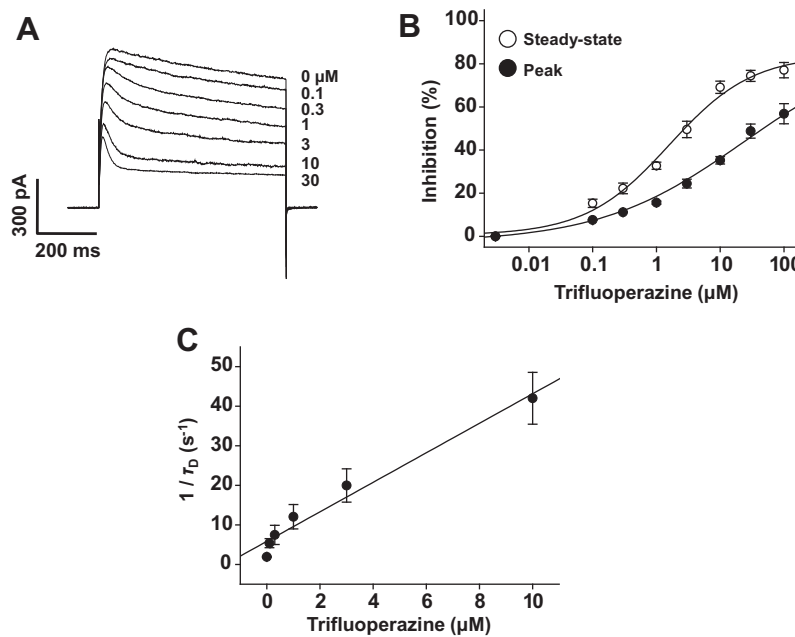 A
0 µM
0.1
0.3
1
3
10
30
300 pA
200 ms
B
Steady-state
Peak
Inhibition (%)
100
80
60
40
20
0
0.01 0.1 1 10 100
Trifluoperazine (µM)
C
1 / τD (s-1)
50
40
30
20
10
0
0 2 4 6 8 10
Trifluoperazine (µM)